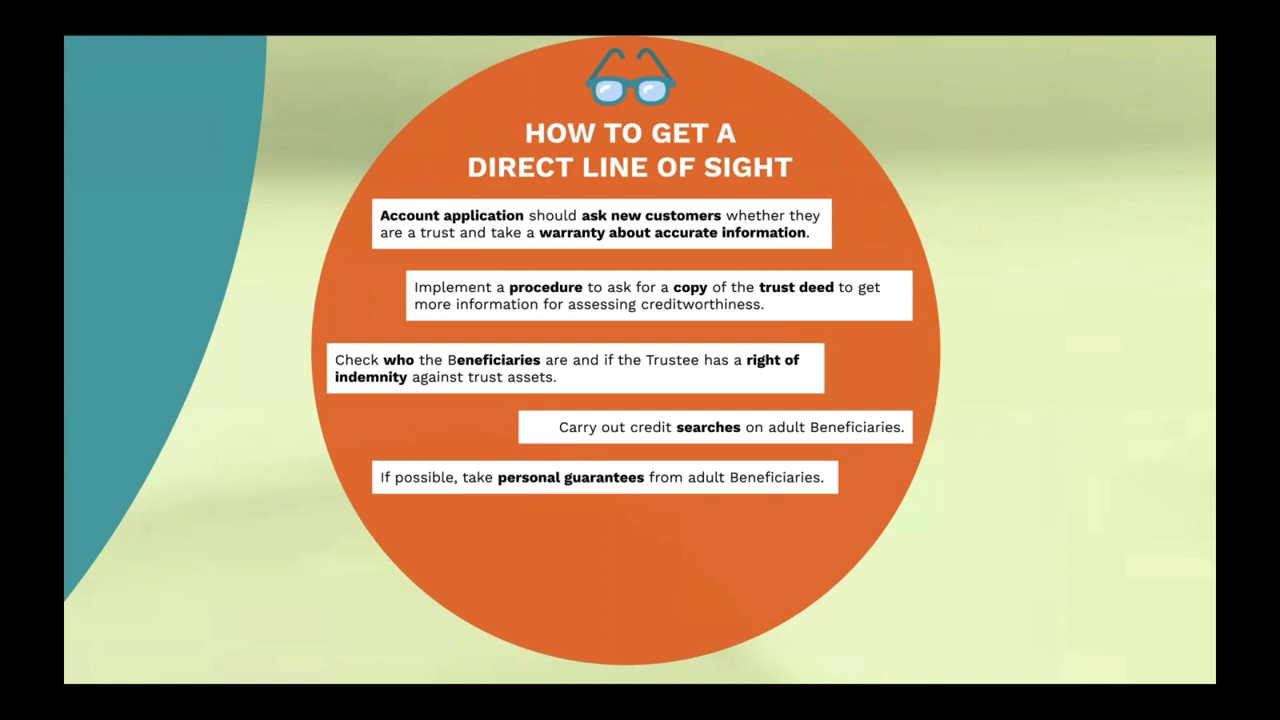 HOW TO GET A
DIRECT LINE OF SIGHT
Account application should ask new customers whether they
are a trust and take a warranty about accurate information.
Implement a procedure to ask for a copy of the trust deed to get
more information for assessing creditworthiness.
Check who the Beneficiaries are and if the Trustee has a right of
indemnity against trust assets.
Carry out credit searches on adult Beneficiaries.
If possible, take personal guarantees from adult Beneficiaries.